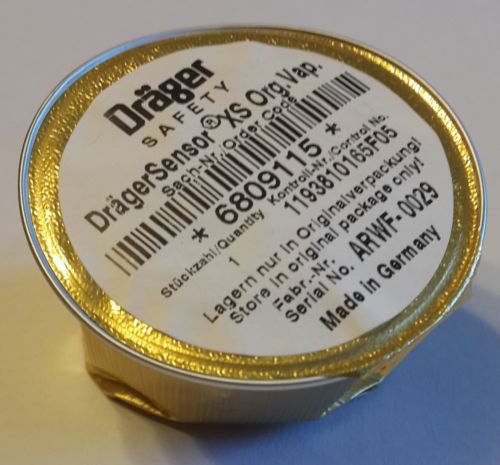 Dräger
SAFETY
DrägerSensor® XS Org.Vap.
Sach-Nr./Order Code
* 6809115 *
Stückzahl/Quantity Kontroll-Nr./Control No.
1 1193810165F05
Lagern nur in Originalverpackung!
Store in original package only!
Fabr.-Nr.
Serial No. ARWF-0029
Made in Germany